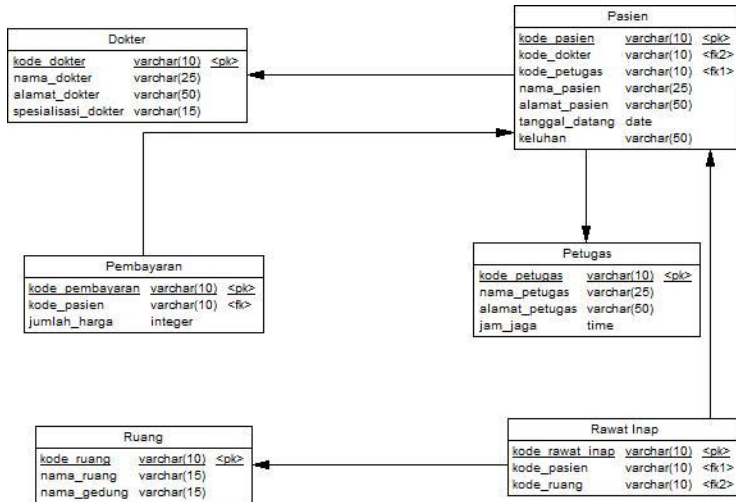 Dokter
kode_dokter varchar(10) <pk>
nama_dokter varchar(25)
alamat_dokter varchar(50)
spesialisasi_dokter varchar(15)
Pasien
kode_pasien varchar(10) <pk>
kode_dokter varchar(10) <fk2>
kode_petugas varchar(10) <fk1>
nama_pasien varchar(25)
alamat_pasien varchar(50)
tanggal_datang date
keluhan varchar(50)
Pembayaran
kode_pembayaran varchar(10) <pk>
kode_pasien varchar(10) <fk>
jumlah_harga integer
Petugas
kode_petugas varchar(10) <pk>
nama_petugas varchar(25)
alamat_petugas varchar(50)
jam_jaga time
Ruang
kode_ruang varchar(10) <pk>
nama_ruang varchar(15)
nama_gedung varchar(15)
Rawat Inap
kode_rawat_inap varchar(10) <pk>
kode_pasien varchar(10) <fk1>
kode_ruang varchar(10) <fk2>